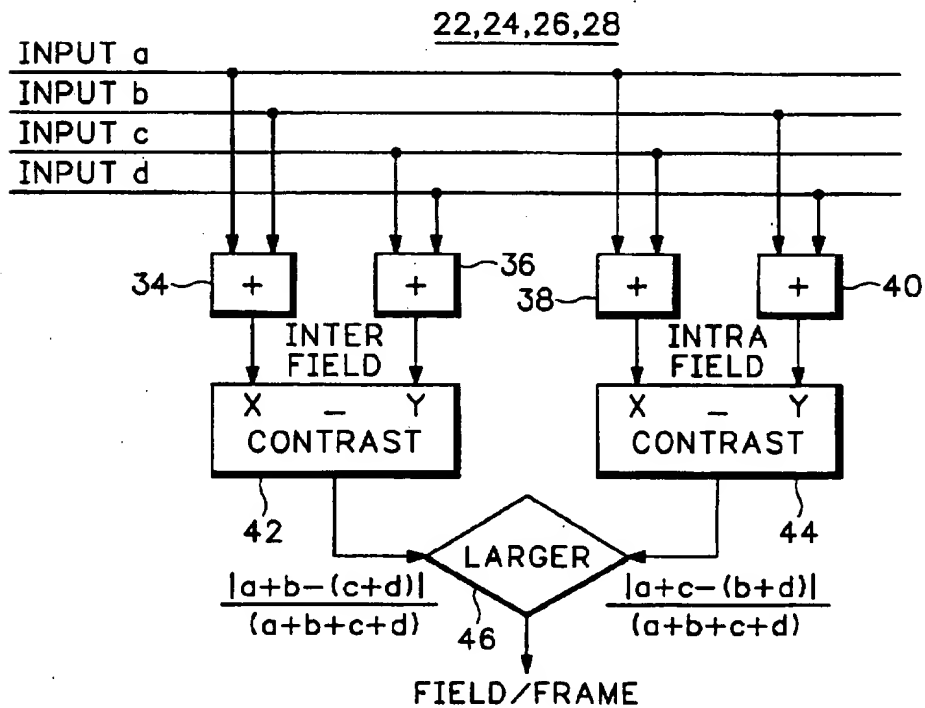 22,24,26,28
INPUT a
INPUT b
INPUT c
INPUT d
34
+
36
+
38
+
40
+
INTER
FIELD
INTRA
FIELD
X – Y
CONTRAST
X – Y
CONTRAST
42
44
LARGER
|a+b-(c+d)|
(a+b+c+d)
46
|a+c-(b+d)|
(a+b+c+d)
FIELD/FRAME